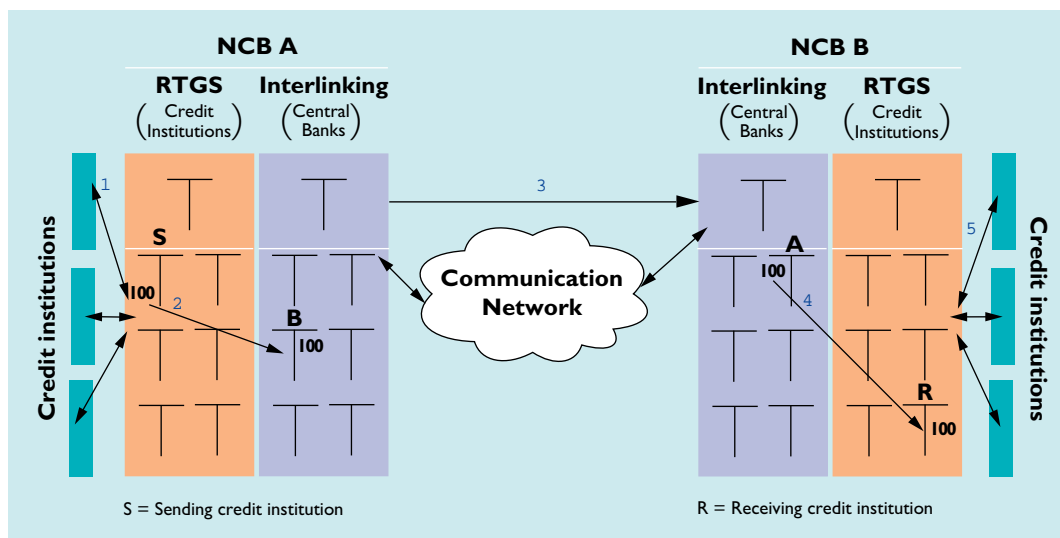 NCB A
NCB B
RTGS
Interlinking
Interlinking
RTGS
(Credit Institutions)
(Central Banks)
(Central Banks)
(Credit Institutions)
1
3
S
A
5
Credit institutions
Communication Network
Credit institutions
100
100
2
4
B
100
R
100
S = Sending credit institution
R = Receiving credit institution